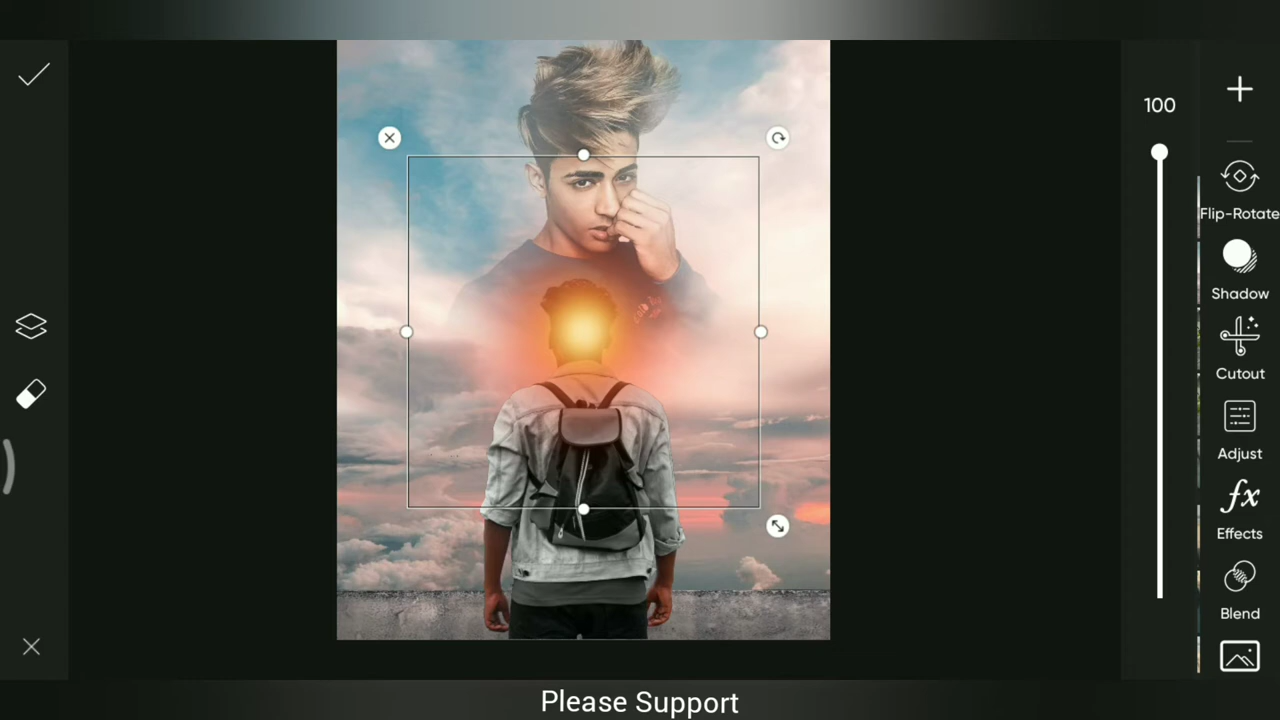 100
Flip-Rotate
Shadow
Cutout
Adjust
fx
Effects
Blend
Please Support